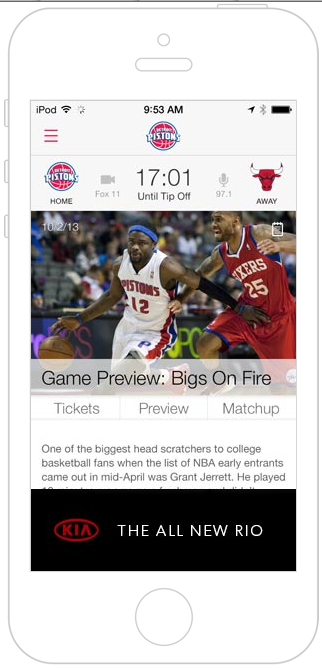 iPod 9:53 AM
DETROIT PISTONS
DETROIT PISTONS
17:01
Fox 11
Until Tip Off
97.1
HOME
AWAY
10/2/13
PISTONS
12
SIXERS
25
Game Preview: Bigs On Fire
Tickets Preview Matchup
One of the biggest head scratchers to college
basketball fans when the list of NBA early entrants
came out in mid-April was Grant Jerrett. He played
KIA THE ALL NEW RIO